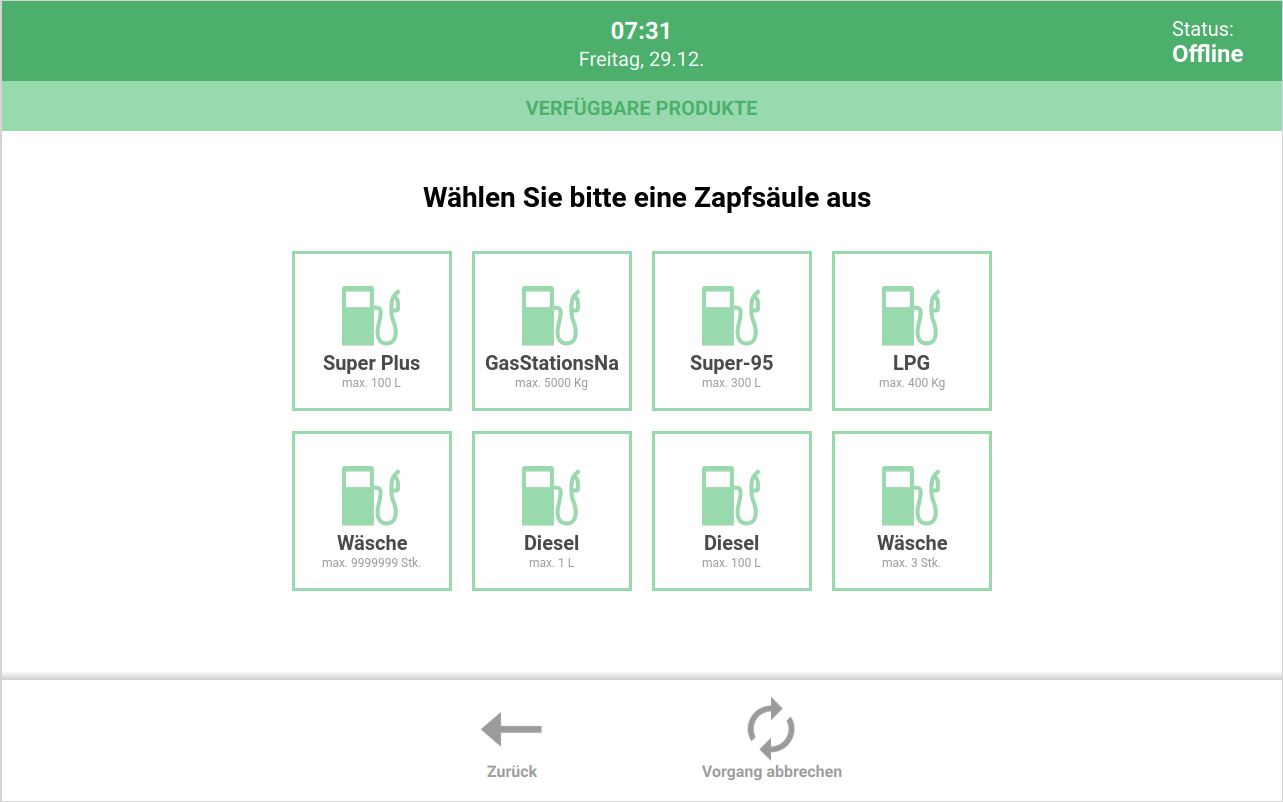 07:31
Freitag, 29.12.
Status:
Offline
VERFÜGBARE PRODUKTE
Wählen Sie bitte eine Zapfsäule aus
Super Plus
max. 100 L
GasStationsNa
max. 5000 Kg
Super-95
max. 300 L
LPG
max. 400 Kg
Wäsche
max. 9999999 Stk.
Diesel
max. 1 L
Diesel
max. 100 L
Wäsche
max. 3 Stk.
Zurück
Vorgang abbrechen